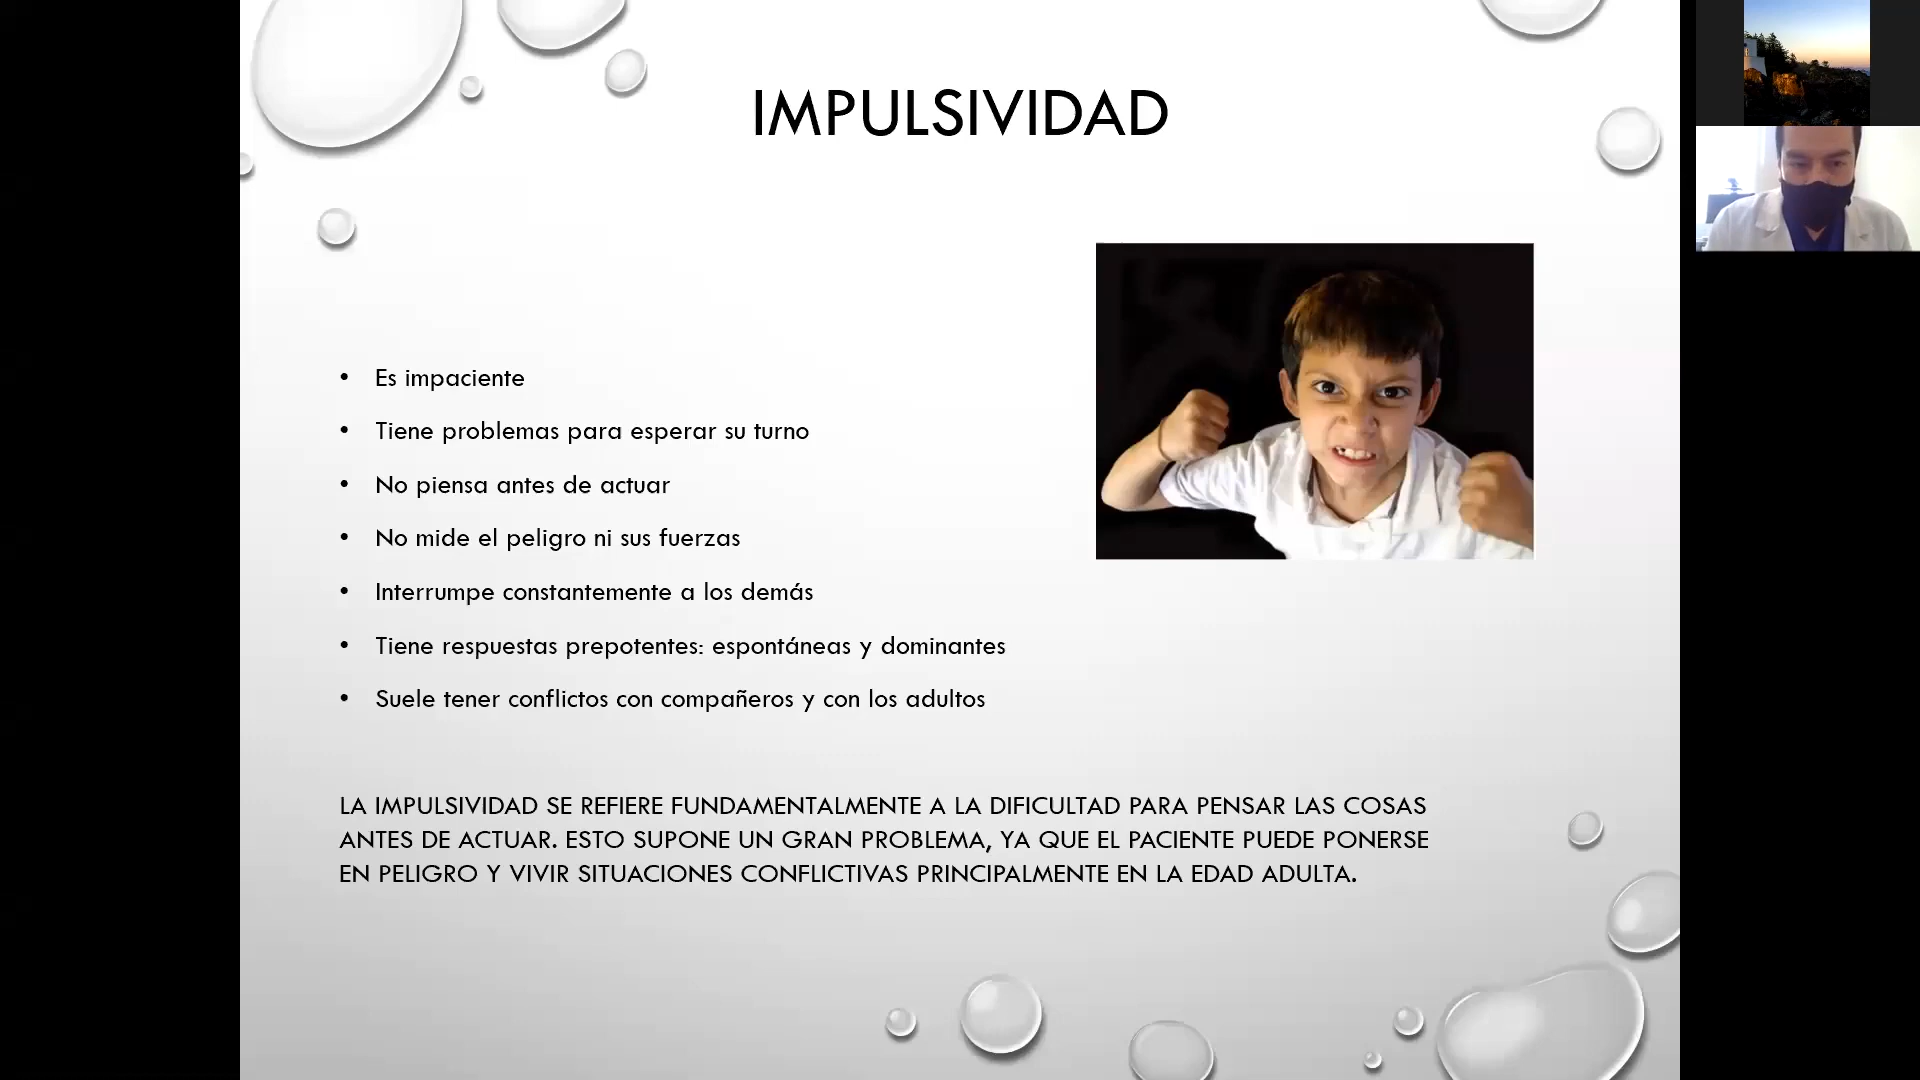 IMPULSIVIDAD
• Es impaciente
• Tiene problemas para esperar su turno
• No piensa antes de actuar
• No mide el peligro ni sus fuerzas
• Interrumpe constantemente a los demás
• Tiene respuestas prepotentes: espontáneas y dominantes
• Suele tener conflictos con compañeros y con los adultos
LA IMPULSIVIDAD SE REFIERE FUNDAMENTALMENTE A LA DIFICULTAD PARA PENSAR LAS COSAS
ANTES DE ACTUAR. ESTO SUPONE UN GRAN PROBLEMA, YA QUE EL PACIENTE PUEDE PONERSE
EN PELIGRO Y VIVIR SITUACIONES CONFLICTIVAS PRINCIPALMENTE EN LA EDAD ADULTA.